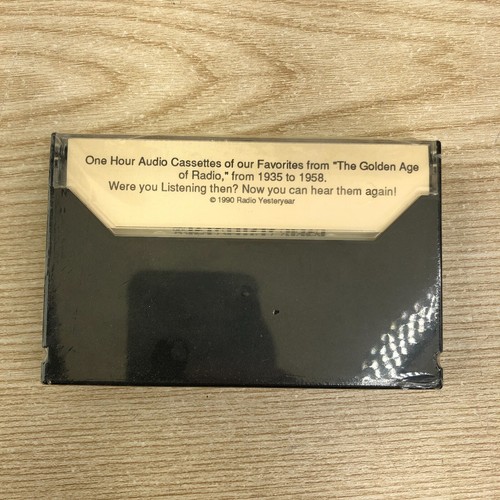 One Hour Audio Cassettes of our Favorites from "The Golden Age
of Radio," from 1935 to 1958.
Were you Listening then? Now you can hear them again!
© 1990 Radio Yesteryear